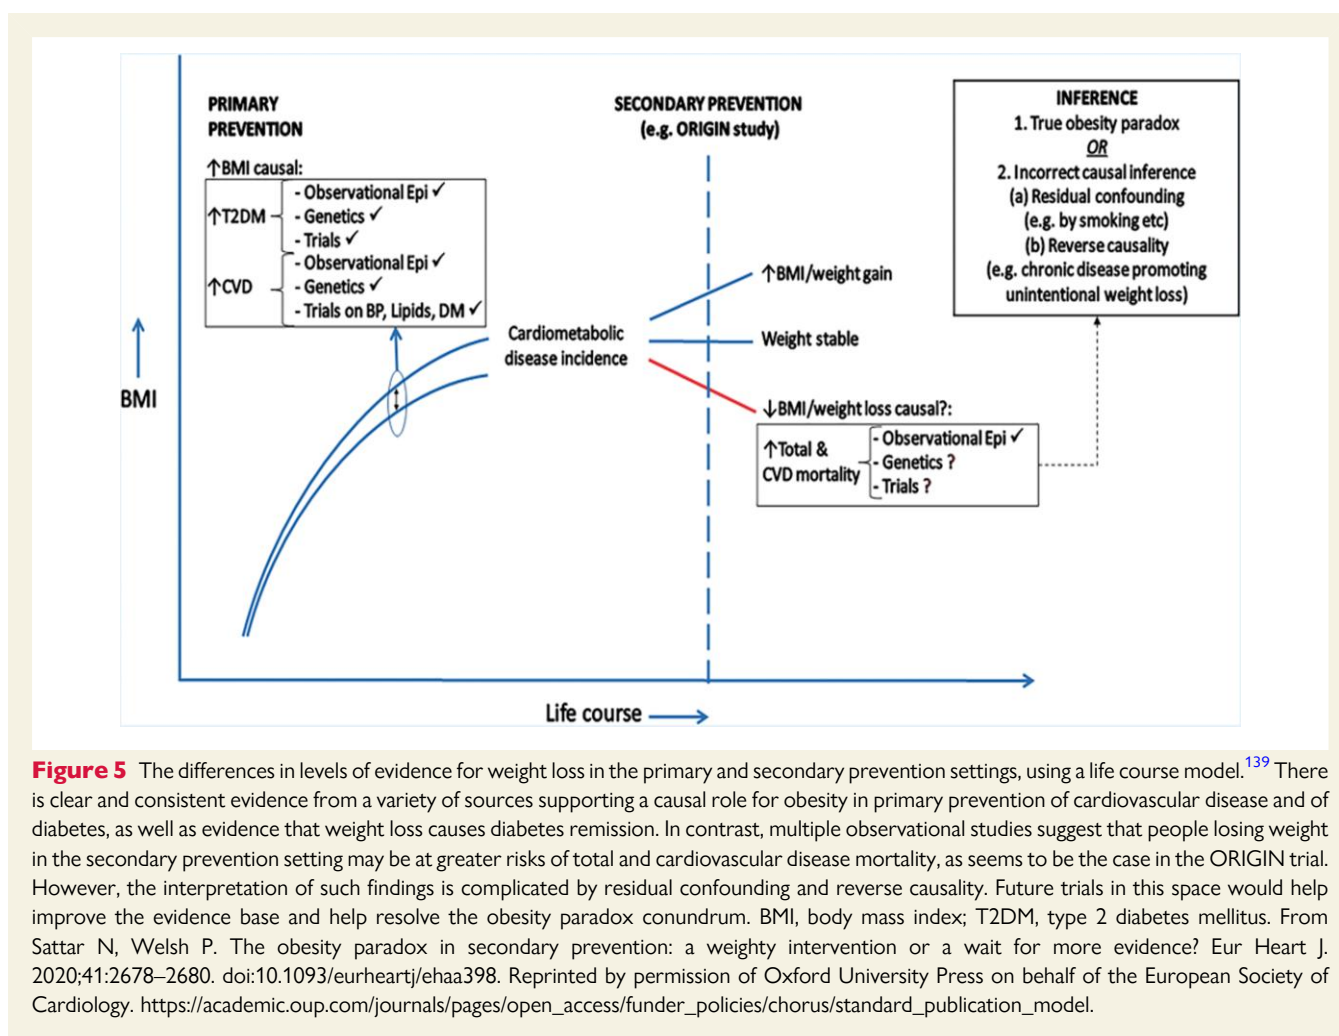 PRIMARY
PREVENTION
↑BMI causal:
↑T2DM
- Observational Epi ✓
- Genetics ✓
- Trials ✓
↑CVD
- Observational Epi ✓
- Genetics ✓
- Trials on BP, Lipids, DM ✓
SECONDARY PREVENTION
(e.g. ORIGIN study)
INFERENCE
1. True obesity paradox
OR
2. Incorrect causal inference
(a) Residual confounding
(e.g. by smoking etc)
(b) Reverse causality
(e.g. chronic disease promoting
unintentional weight loss)
↑BMI/weight gain
Cardiometabolic
disease incidence
Weight stable
BMI
↓BMI/weight loss causal?:
↑Total &
CVD mortality
- Observational Epi ✓
- Genetics ?
- Trials ?
Life course
Figure 5 The differences in levels of evidence for weight loss in the primary and secondary prevention settings, using a life course model.139 There
is clear and consistent evidence from a variety of sources supporting a causal role for obesity in primary prevention of cardiovascular disease and of
diabetes, as well as evidence that weight loss causes diabetes remission. In contrast, multiple observational studies suggest that people losing weight
in the secondary prevention setting may be at greater risks of total and cardiovascular disease mortality, as seems to be the case in the ORIGIN trial.
However, the interpretation of such findings is complicated by residual confounding and reverse causality. Future trials in this space would help
improve the evidence base and help resolve the obesity paradox conundrum. BMI, body mass index; T2DM, type 2 diabetes mellitus. From
Sattar N, Welsh P. The obesity paradox in secondary prevention: a weighty intervention or a wait for more evidence? Eur Heart J.
2020;41:2678–2680. doi:10.1093/eurheartj/ehaa398. Reprinted by permission of Oxford University Press on behalf of the European Society of
Cardiology. https://academic.oup.com/journals/pages/open_access/funder_policies/chorus/standard_publication_model.